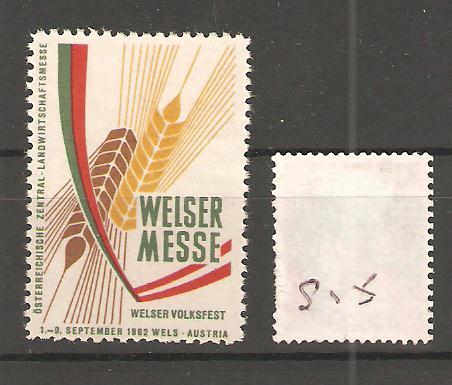 ÖSTERREICHISCHE ZENTRAL-LANDWIRTSCHAFTSMESSE
WELSER
MESSE
WELSER VOLKSFEST
1.–9. SEPTEMBER 1962 WELS - AUSTRIA